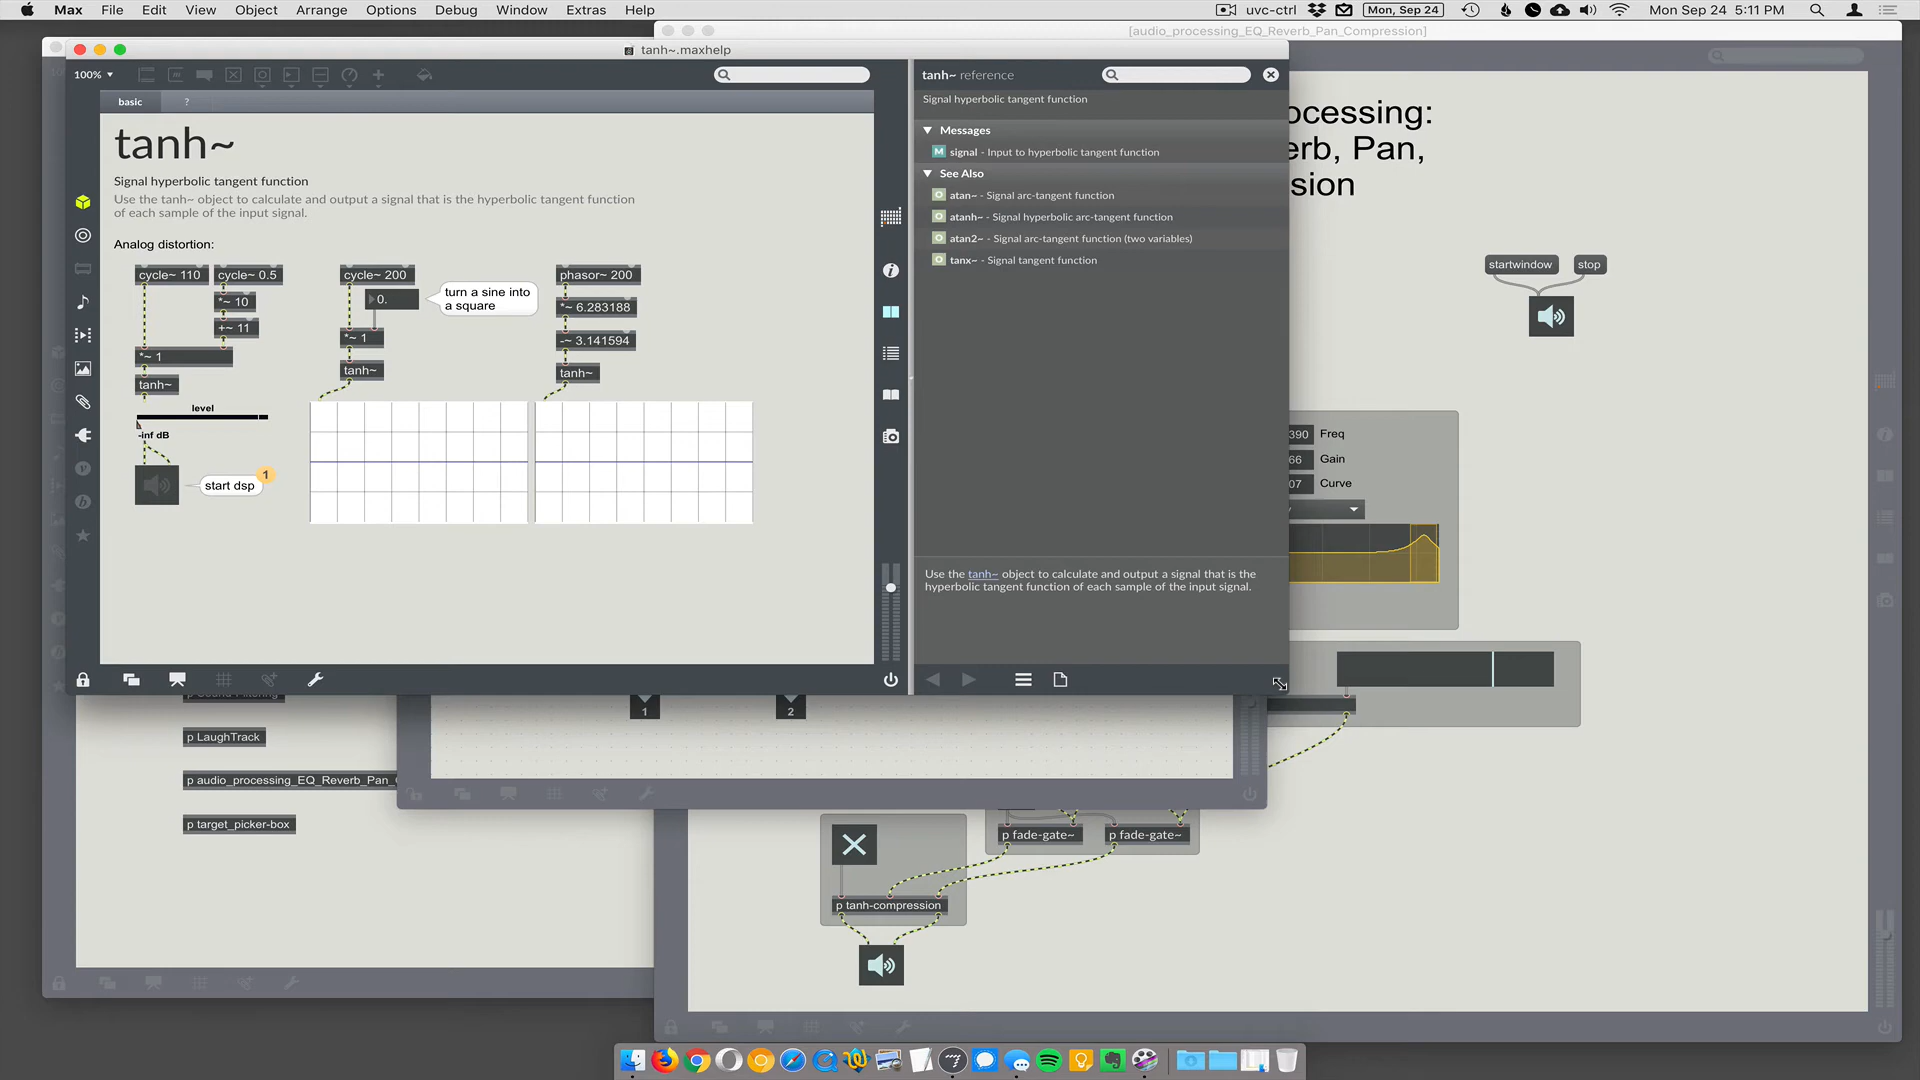 Max File Edit View Object Arrange Options Debug Window Extras Help uvc-ctrl Mon, Sep 24 Mon Sep 24 5:11 PM
[audio_processing_EQ_Reverb_Pan_Compression]
tanh~.maxhelp
100%
tanh~ reference
basic ?
Signal hyperbolic tangent function
tanh~
Messages
signal - Input to hyperbolic tangent function
See Also
atan~ - Signal arc-tangent function
atanh~ - Signal hyperbolic arc-tangent function
atan2~ - Signal arc-tangent function (two variables)
tanx~ - Signal tangent function
Signal hyperbolic tangent function
Use the tanh~ object to calculate and output a signal that is the hyperbolic tangent function
of each sample of the input signal.
Analog distortion:
cycle~ 110
cycle~ 0.5
*~ 10
+~ 11
*~ 1
tanh~
level
-inf dB
start dsp
1
cycle~ 200
0.
turn a sine into
a square
*~ 1
tanh~
phasor~ 200
*~ 6.283188
-~ 3.141594
tanh~
Use the tanh~ object to calculate and output a signal that is the
hyperbolic tangent function of each sample of the input signal.
ocessing:
erb, Pan,
sion
startwindow
stop
390 Freq
66 Gain
07 Curve
p LaughTrack
p audio_processing_EQ_Reverb_Pan_C
p target_picker-box
1
2
p fade-gate~
p fade-gate~
p tanh-compression